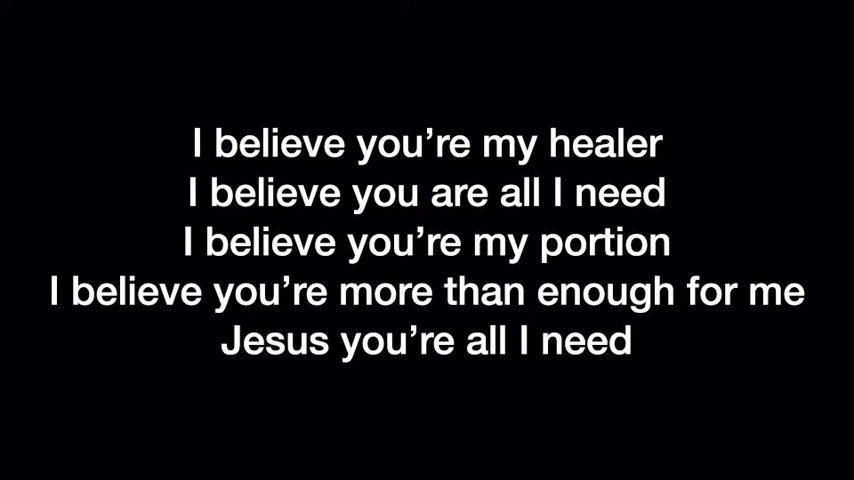 I believe you’re my healer
I believe you are all I need
I believe you’re my portion
I believe you’re more than enough for me
Jesus you’re all I need